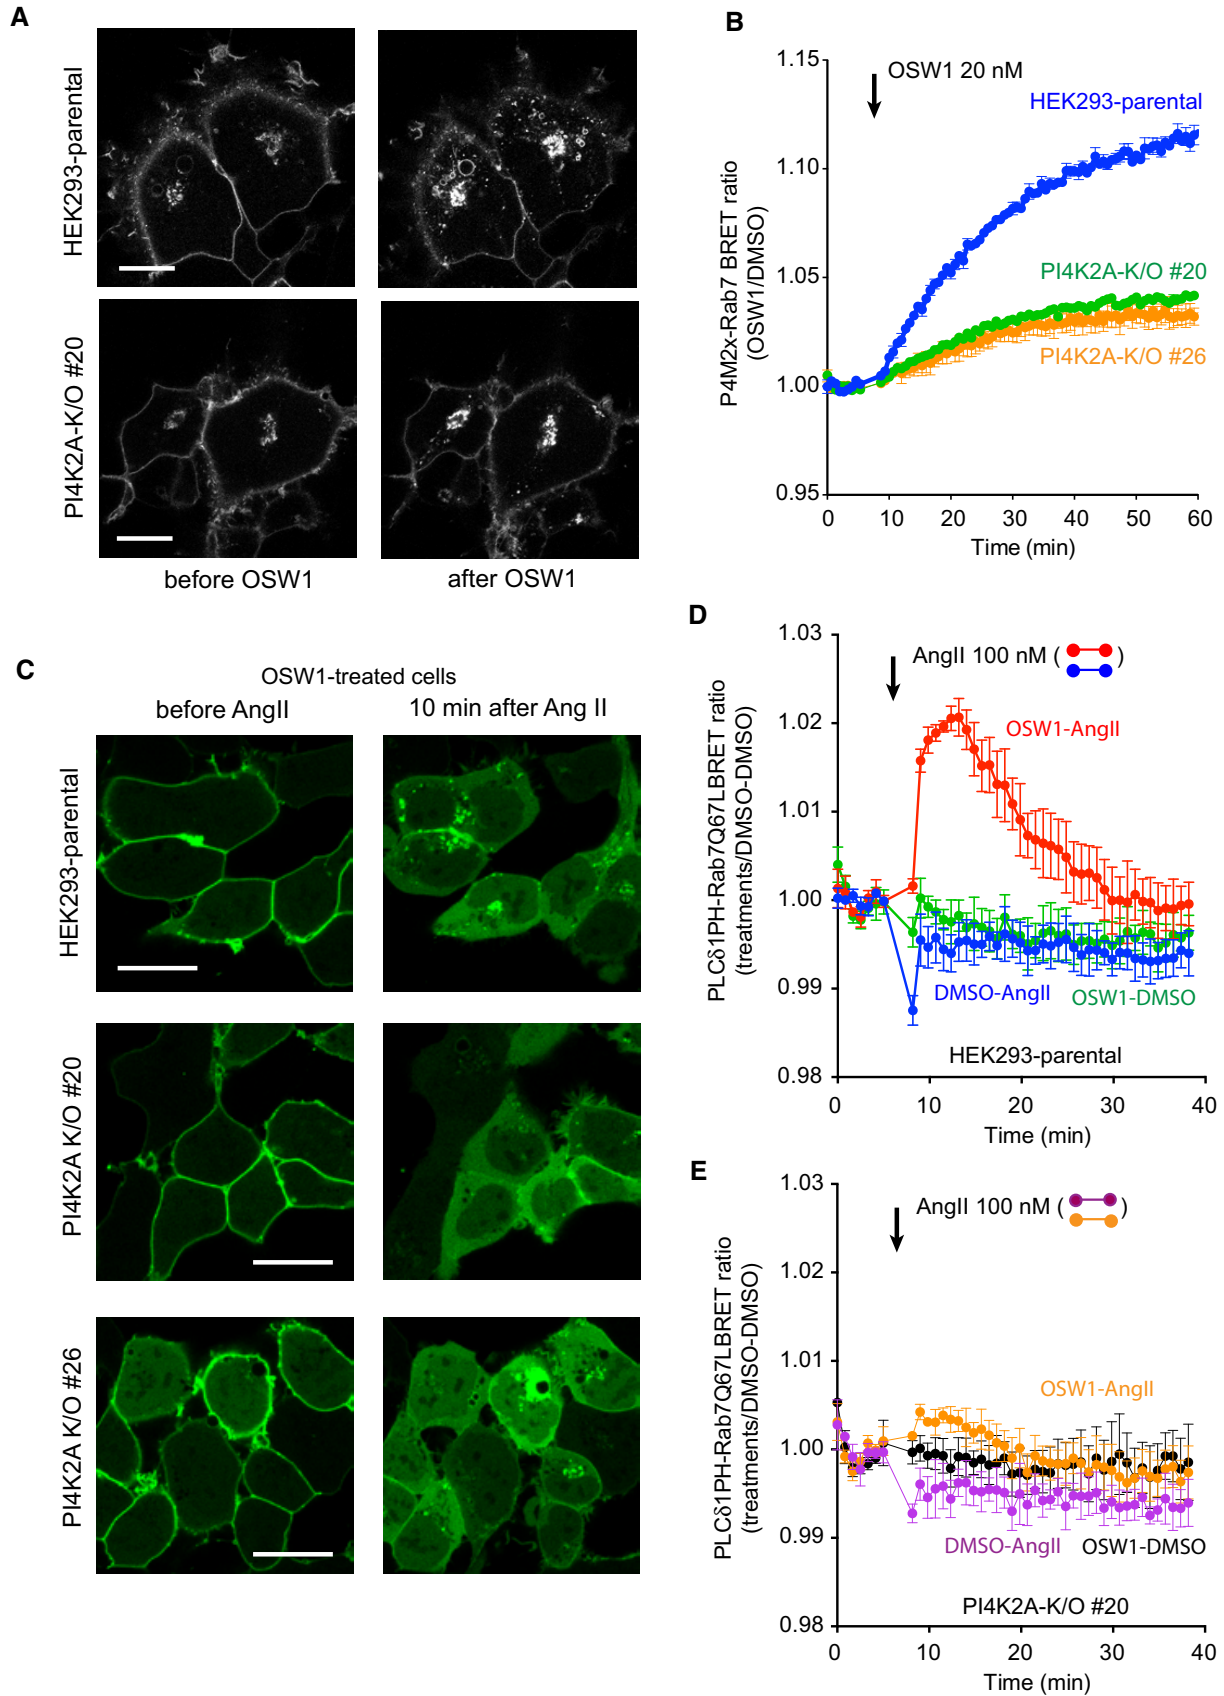 A
HEK293-parental
PI4K2A-K/O #20
before OSW1
after OSW1
B
P4M2x-Rab7 BRET ratio
(OSW1/DMSO)
1.15
1.10
1.05
1.00
0.95
OSW1 20 nM
HEK293-parental
PI4K2A-K/O #20
PI4K2A-K/O #26
0 10 20 30 40 50 60
Time (min)
C
OSW1-treated cells
before AngII
10 min after Ang II
HEK293-parental
PI4K2A K/O #20
PI4K2A K/O #26
D
PLCδ1PH-Rab7Q67LBRET ratio
(treatments/DMSO-DMSO)
1.03
1.02
1.01
1.00
0.99
0.98
AngII 100 nM ( )
OSW1-AngII
DMSO-AngII
OSW1-DMSO
HEK293-parental
0 10 20 30 40
Time (min)
E
PLCδ1PH-Rab7Q67LBRET ratio
(treatments/DMSO-DMSO)
1.03
1.02
1.01
1.00
0.99
0.98
AngII 100 nM ( )
OSW1-AngII
DMSO-AngII
OSW1-DMSO
PI4K2A-K/O #20
0 10 20 30 40
Time (min)